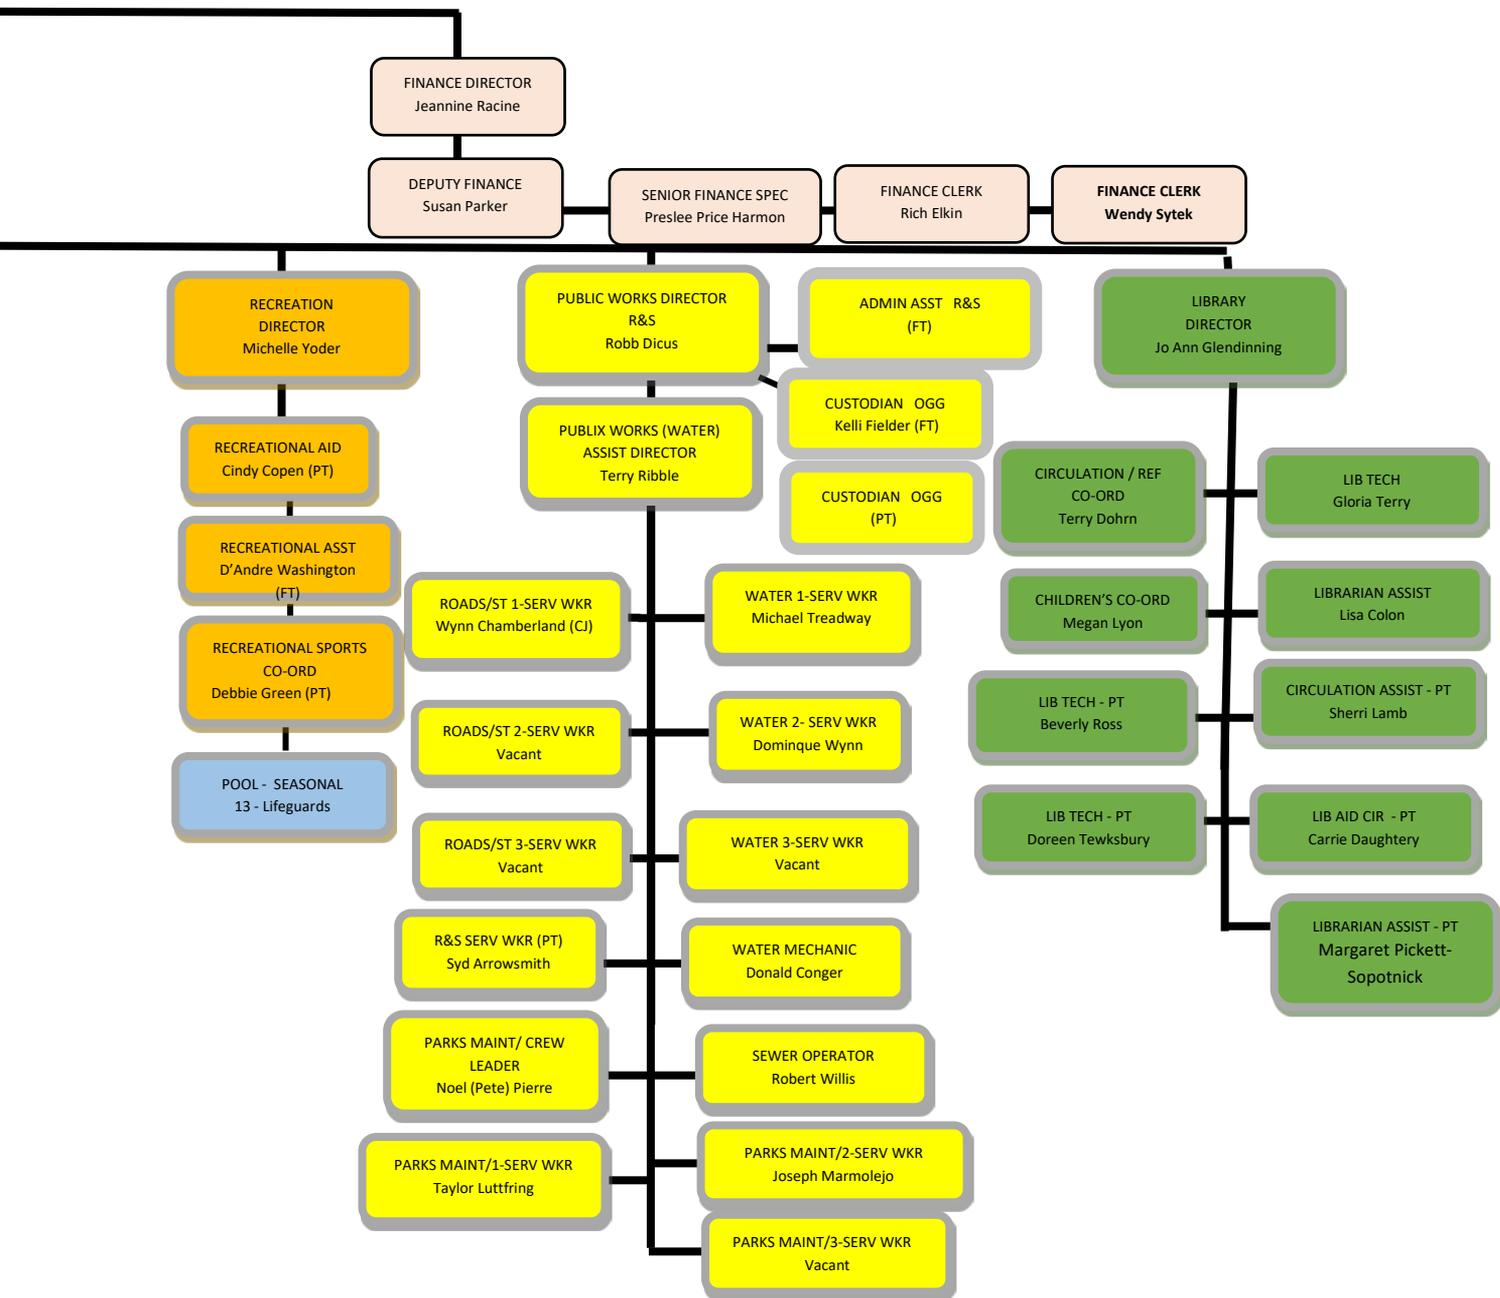 FINANCE DIRECTOR
Jeannine Racine
DEPUTY FINANCE
Susan Parker
SENIOR FINANCE SPEC
Preslee Price Harmon
FINANCE CLERK
Rich Elkin
FINANCE CLERK
Wendy Sytek
RECREATION
DIRECTOR
Michelle Yoder
RECREATIONAL AID
Cindy Copen (PT)
RECREATIONAL ASST
D’Andre Washington
(FT)
RECREATIONAL SPORTS
CO-ORD
Debbie Green (PT)
POOL - SEASONAL
13 - Lifeguards
PUBLIC WORKS DIRECTOR
R&S
Robb Dicus
ADMIN ASST R&S
(FT)
CUSTODIAN OGG
Kelli Fielder (FT)
CUSTODIAN OGG
(PT)
PUBLIX WORKS (WATER)
ASSIST DIRECTOR
Terry Ribble
ROADS/ST 1-SERV WKR
Wynn Chamberland (CJ)
WATER 1-SERV WKR
Michael Treadway
ROADS/ST 2-SERV WKR
Vacant
WATER 2- SERV WKR
Dominque Wynn
ROADS/ST 3-SERV WKR
Vacant
WATER 3-SERV WKR
Vacant
R&S SERV WKR (PT)
Syd Arrowsmith
WATER MECHANIC
Donald Conger
PARKS MAINT/ CREW
LEADER
Noel (Pete) Pierre
SEWER OPERATOR
Robert Willis
PARKS MAINT/1-SERV WKR
Taylor Luttfring
PARKS MAINT/2-SERV WKR
Joseph Marmolejo
PARKS MAINT/3-SERV WKR
Vacant
LIBRARY
DIRECTOR
Jo Ann Glendinning
CIRCULATION / REF
CO-ORD
Terry Dohrn
LIB TECH
Gloria Terry
CHILDREN’S CO-ORD
Megan Lyon
LIBRARIAN ASSIST
Lisa Colon
LIB TECH - PT
Beverly Ross
CIRCULATION ASSIST - PT
Sherri Lamb
LIB TECH - PT
Doreen Tewksbury
LIB AID CIR - PT
Carrie Daughtery
LIBRARIAN ASSIST - PT
Margaret Pickett-
Sopotnick